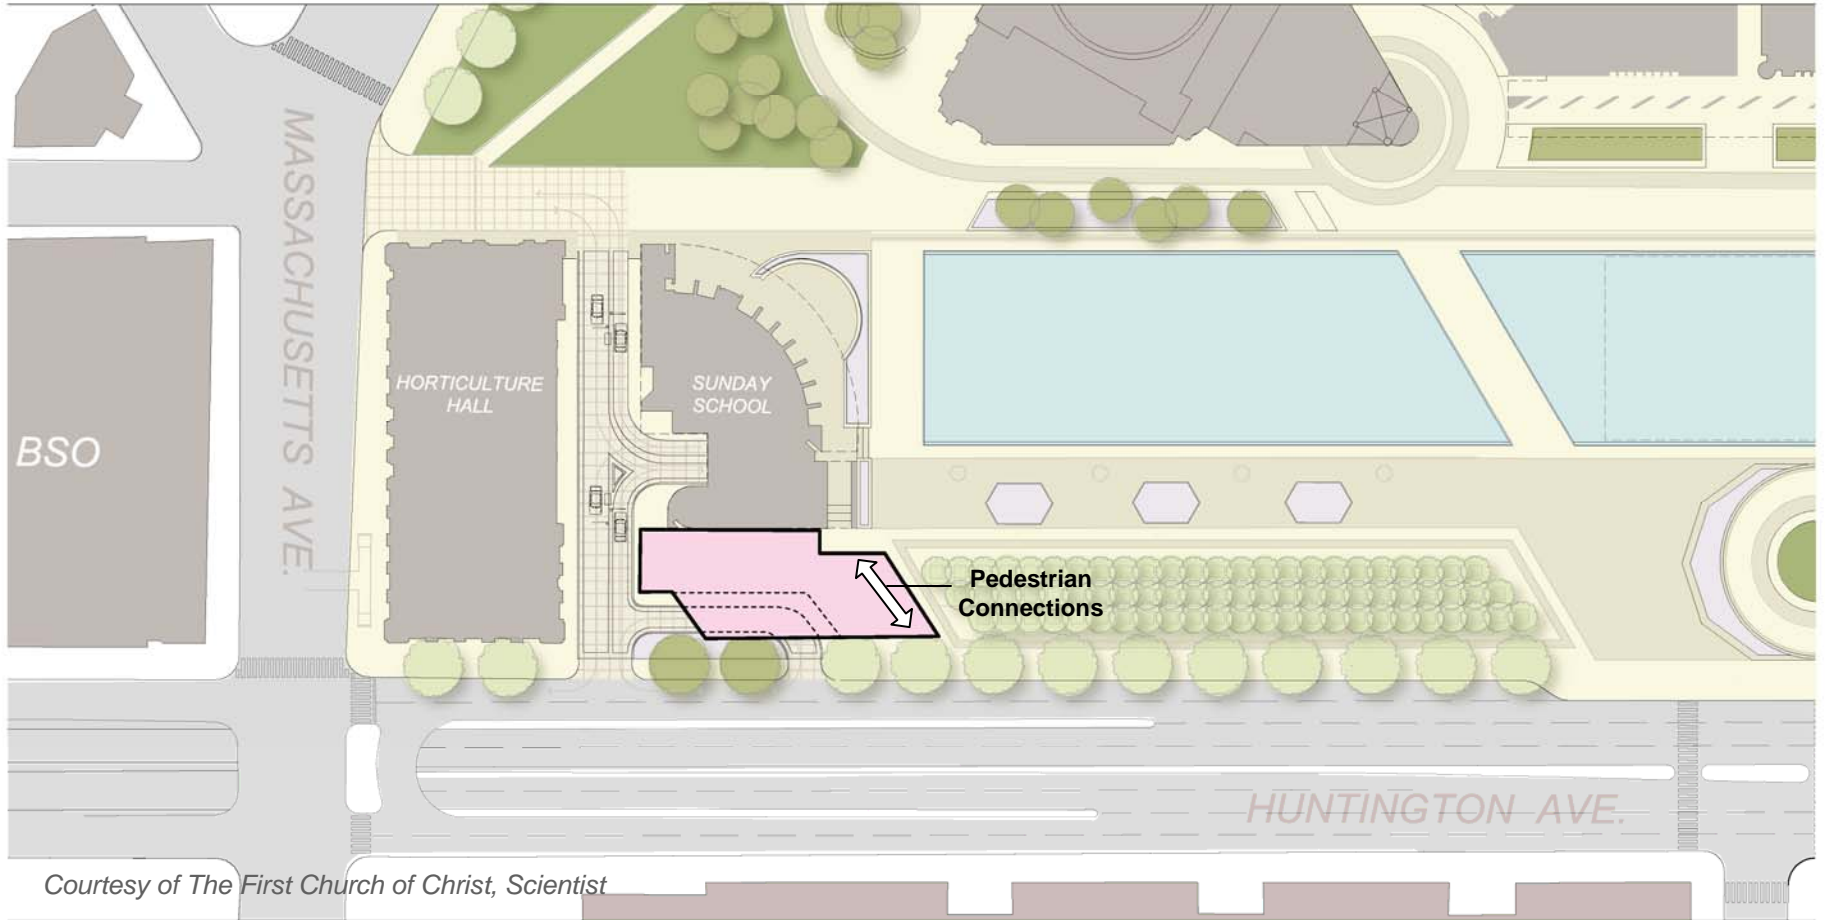 MASSACHUSETTS AVE.
HORTICULTURE
HALL
SUNDAY
SCHOOL
BSO
Pedestrian
Connections
HUNTINGTON AVE.
Courtesy of The First Church of Christ, Scientist